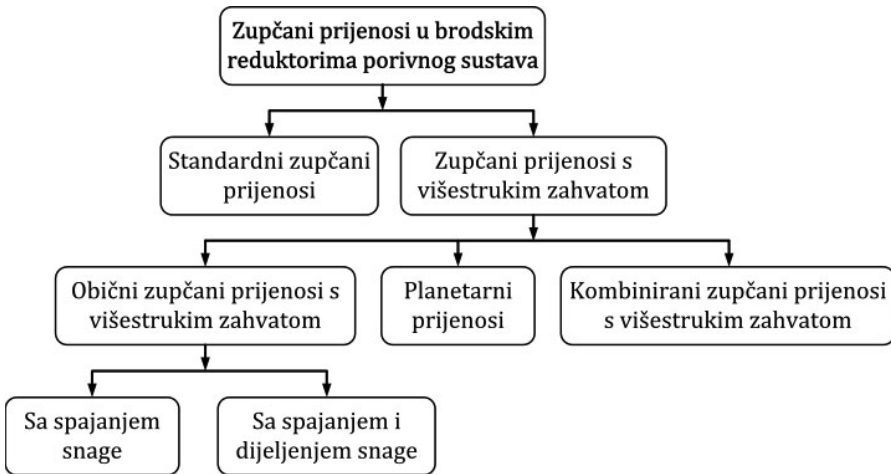 Zupčani prijenosi u brodskim
reduktorima porivnog sustava
Standardni zupčani
prijenosi
Zupčani prijenosi s
višestrukim zahvatom
Obični zupčani prijenosi s
višestrukim zahvatom
Planetarni
prijenosi
Kombinirani zupčani prijenosi
s višestrukim zahvatom
Sa spajanjem
snage
Sa spajanjem i
dijeljenjem snage